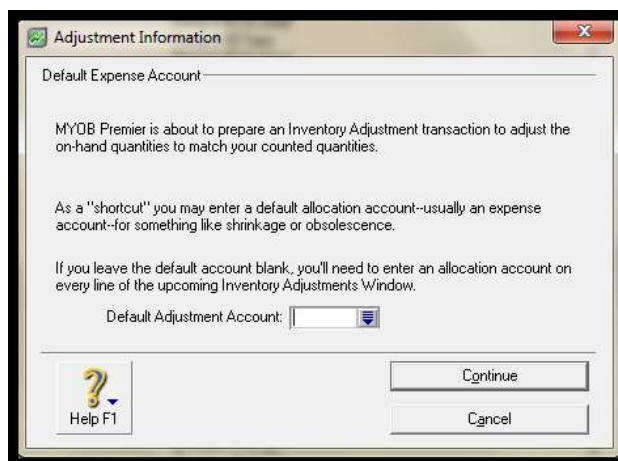 Adjustment Information
Default Expense Account
MYOB Premier is about to prepare an Inventory Adjustment transaction to adjust the
on-hand quantities to match your counted quantities.
As a "shortcut" you may enter a default allocation account--usually an expense
account--for something like shrinkage or obsolescence.
If you leave the default account blank, you'll need to enter an allocation account on
every line of the upcoming Inventory Adjustments Window.
Default Adjustment Account:
Continue
Help F1
Cancel